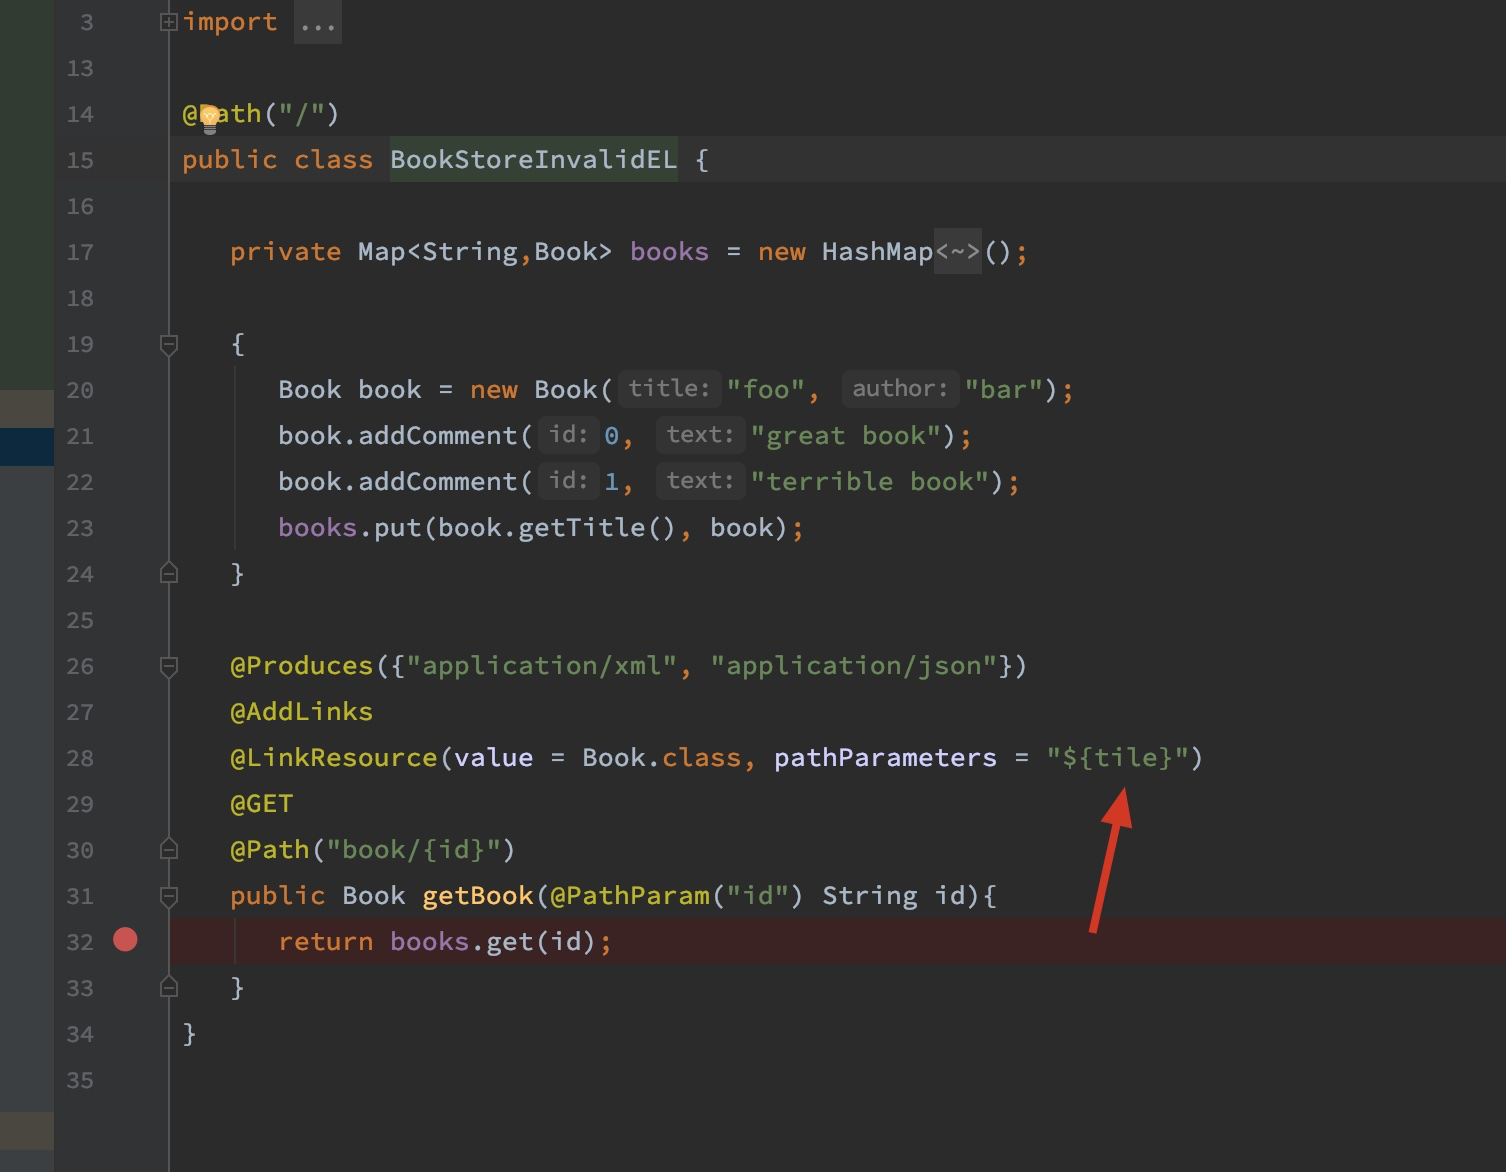 3 import ...
13
14 @Path("/")
15 public class BookStoreInvalidEL {
16
17 private Map<String,Book> books = new HashMap<~>();
18
19 {
20 Book book = new Book( title: "foo", author: "bar");
21 book.addComment( id: 0, text: "great book");
22 book.addComment( id: 1, text: "terrible book");
23 books.put(book.getTitle(), book);
24 }
25
26 @Produces({"application/xml", "application/json"})
27 @AddLinks
28 @LinkResource(value = Book.class, pathParameters = "${tile}")
29 @GET
30 @Path("book/{id}")
31 public Book getBook(@PathParam("id") String id){
32 return books.get(id);
33 }
34 }
35